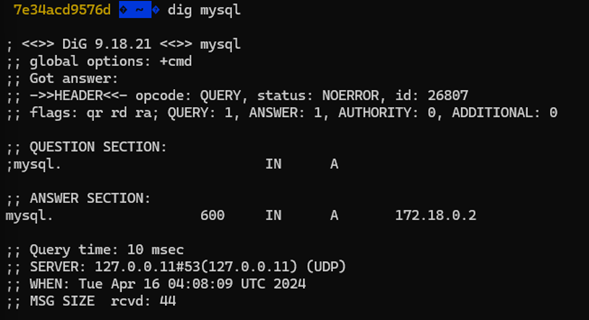 7e34acd9576d ~ dig mysql
; <<>> DiG 9.18.21 <<>> mysql
;; global options: +cmd
;; Got answer:
;; ->>HEADER<<- opcode: QUERY, status: NOERROR, id: 26807
;; flags: qr rd ra; QUERY: 1, ANSWER: 1, AUTHORITY: 0, ADDITIONAL: 0
;; QUESTION SECTION:
;mysql. IN A
;; ANSWER SECTION:
mysql. 600 IN A 172.18.0.2
;; Query time: 10 msec
;; SERVER: 127.0.0.11#53(127.0.0.11) (UDP)
;; WHEN: Tue Apr 16 04:08:09 UTC 2024
;; MSG SIZE rcvd: 44